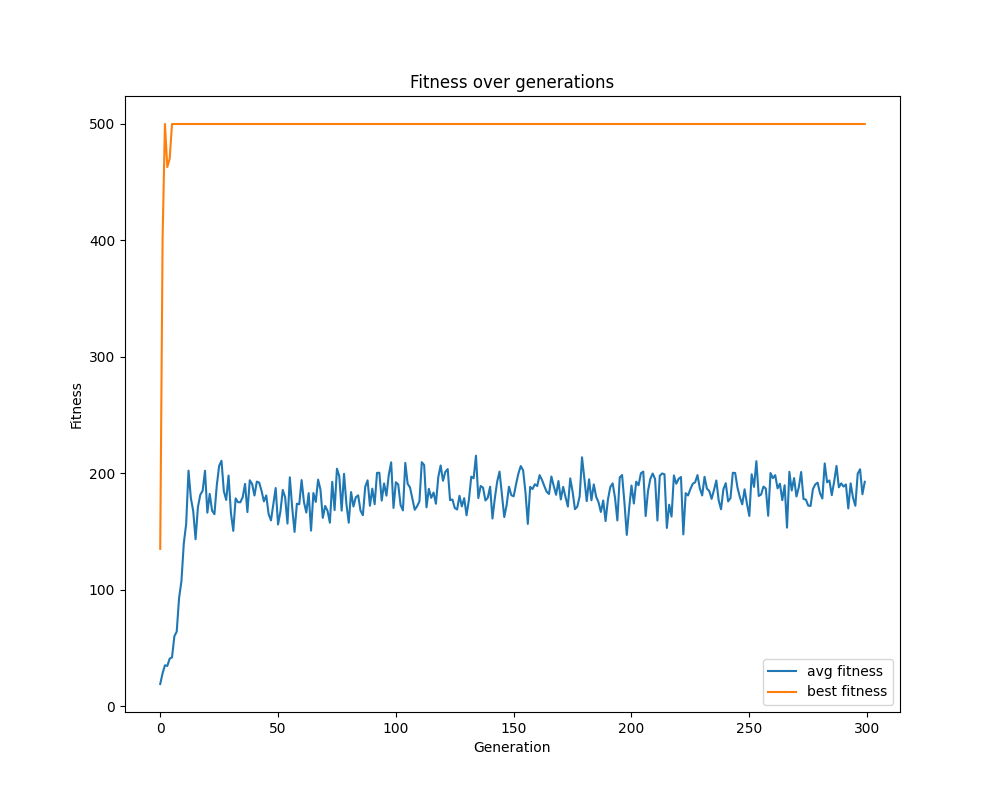 Fitness over generations
500
400
300
200
100
0
Fitness
0 50 100 150 200 250 300
Generation
avg fitness
best fitness